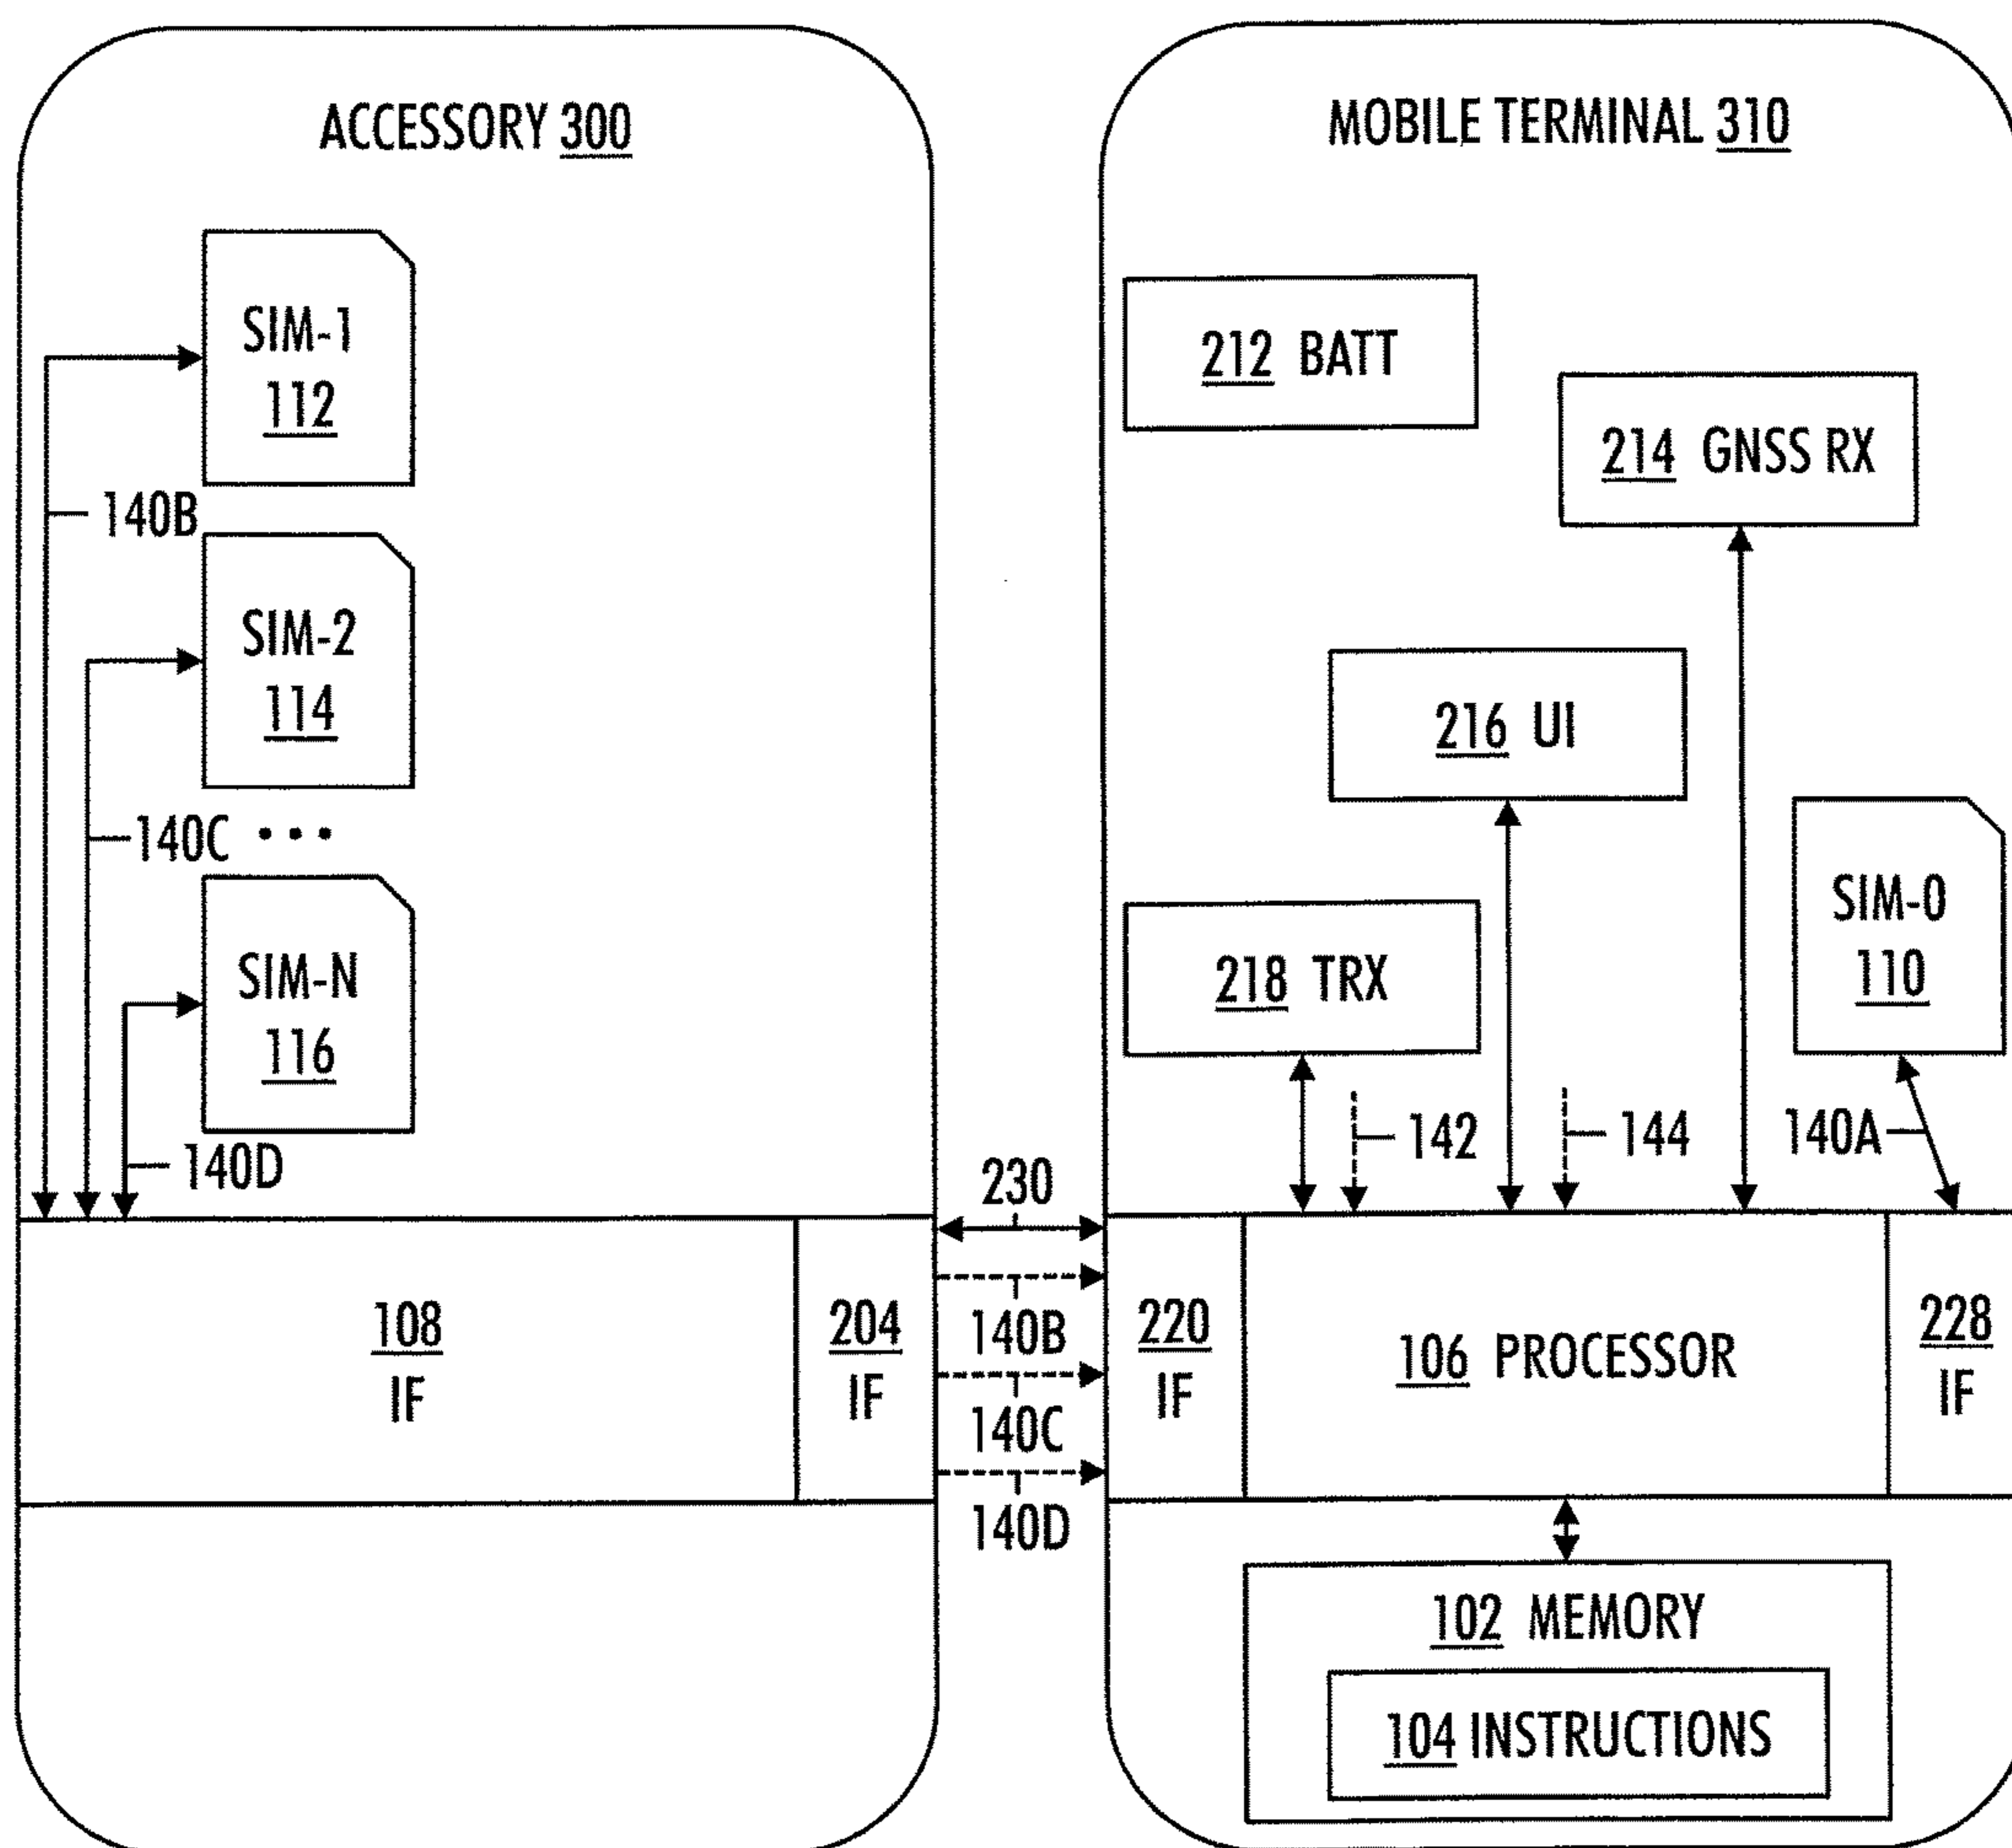 ACCESSORY 300
MOBILE TERMINAL 310
SIM-1
112
140B
SIM-2
114
140C
...
SIM-N
116
140D
212 BATT
214 GNSS RX
216 UI
218 TRX
SIM-0
110
142
144
140A
230
108
IF
204
IF
140B
140C
140D
220
IF
106 PROCESSOR
228
IF
102 MEMORY
104 INSTRUCTIONS